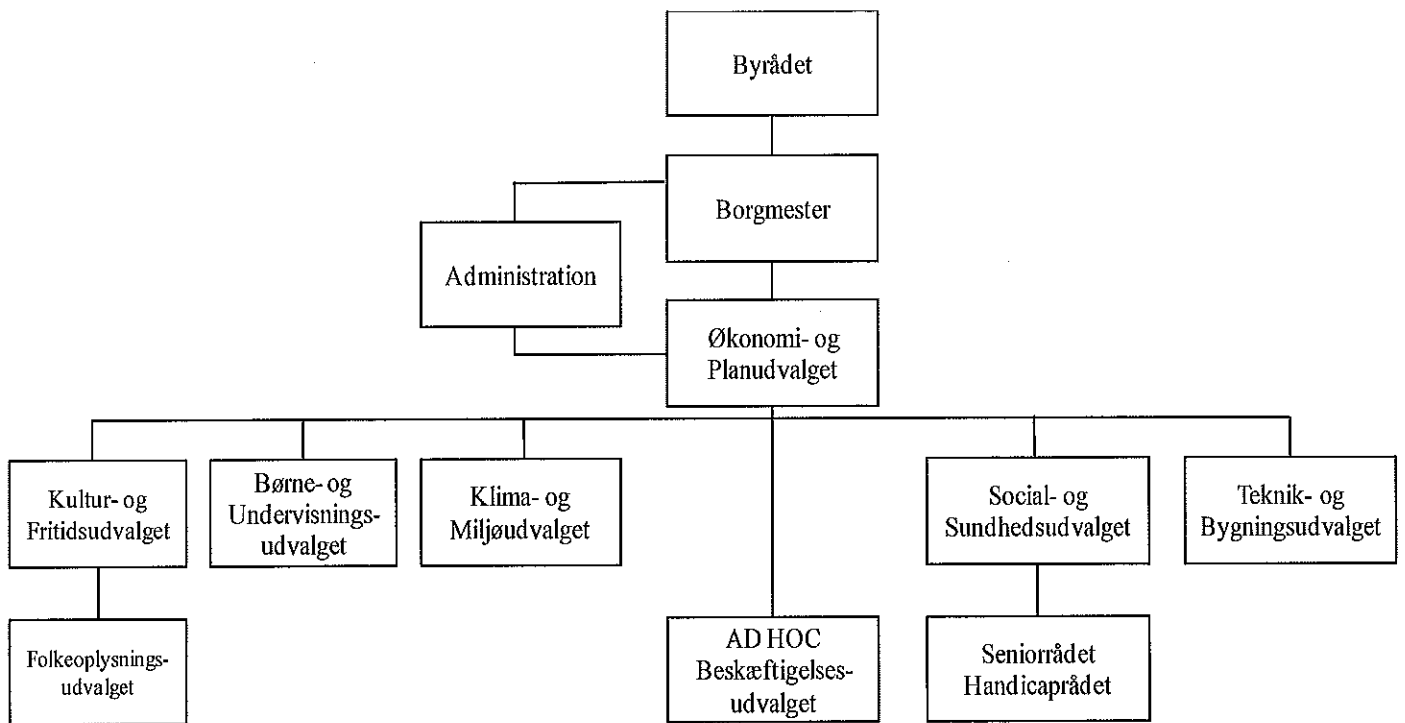 Byrådet
Borgmester
Administration
Økonomi- og
Planudvalget
Kultur- og
Fritidsudvalget
Børne- og
Undervisnings-
udvalget
Klima- og
Miljøudvalget
Social- og
Sundhedsudvalget
Teknik- og
Bygningsudvalget
Folkeoplysnings-
udvalget
AD HOC
Beskæftigelses-
udvalget
Seniorrådet
Handicaprådet